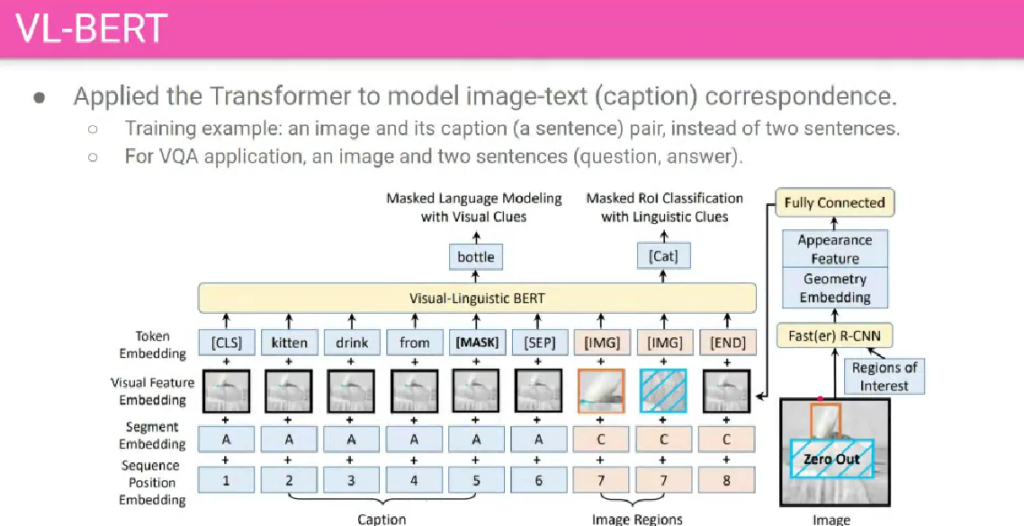 VL-BERT
● Applied the Transformer to model image-text (caption) correspondence.
○ Training example: an image and its caption (a sentence) pair, instead of two sentences.
○ For VQA application, an image and two sentences (question, answer).
Masked Language Modeling
with Visual Clues
Masked RoI Classification
with Linguistic Clues
Fully Connected
bottle
[Cat]
Appearance
Feature
Geometry
Embedding
Visual-Linguistic BERT
Fast(er) R-CNN
Regions of
Interest
Token
Embedding
[CLS] kitten drink from [MASK] [SEP] [IMG] [IMG] [END]
+ + + + + + + + +
Visual Feature
Embedding
+ + + + + + + + +
Segment
Embedding
A A A A A A C C C
+ + + + + + + + +
Sequence
Position
Embedding
1 2 3 4 5 6 7 7 8
Caption
Image Regions
Zero Out
Image